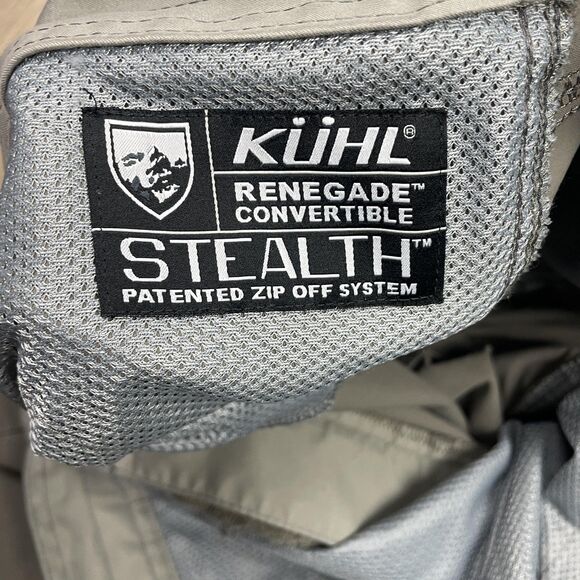 KÜHL®
RENEGADE™
CONVERTIBLE
STEALTH™
PATENTED ZIP OFF SYSTEM